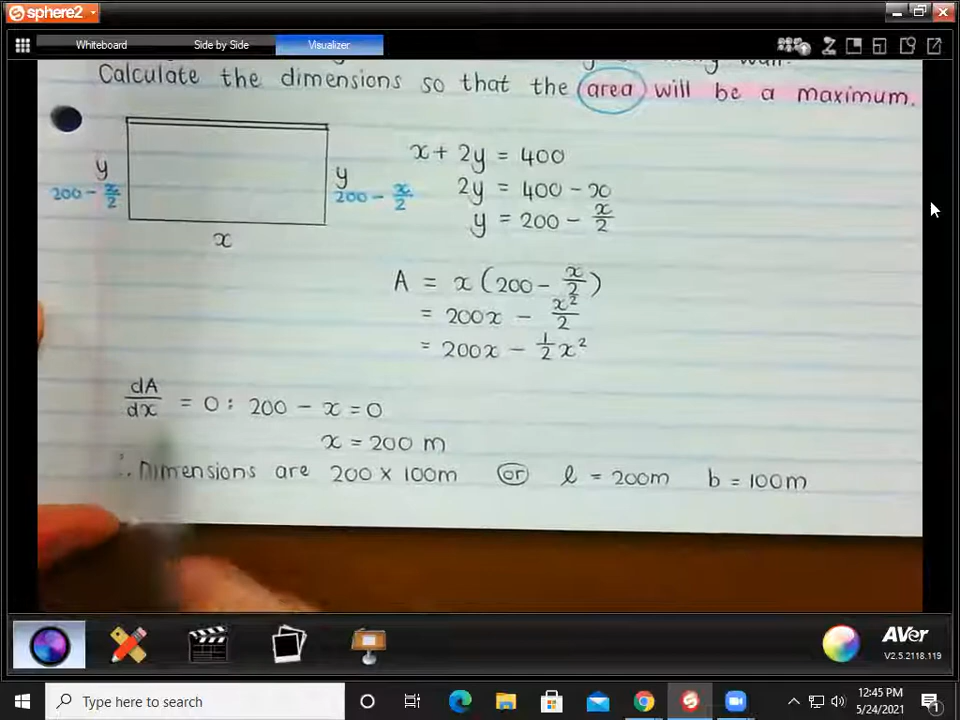 sphere2
Whiteboard Side by Side Visualizer
Calculate the dimensions so that the area will be a maximum.
y
200 - x/2
y
200 - x/2
x
x + 2y = 400
2y = 400 - x
y = 200 - x/2
A = x(200 - x/2)
= 200x - x²/2
= 200x - 1/2 x²
dA/dx = 0 : 200 - x = 0
x = 200 m
∴ Dimensions are 200 x 100m or l = 200m b = 100m
AVer
V2.5.2118.119
Type here to search
12:45 PM
5/24/2021
1